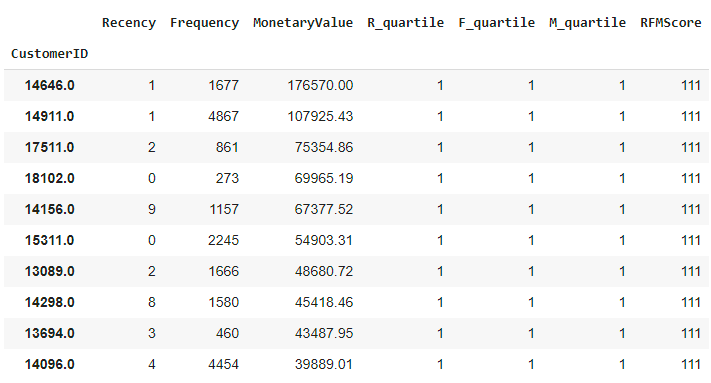 Recency Frequency MonetaryValue R_quartile F_quartile M_quartile RFMScore
CustomerID
14646.0 1 1677 176570.00 1 1 1 111
14911.0 1 4867 107925.43 1 1 1 111
17511.0 2 861 75354.86 1 1 1 111
18102.0 0 273 69965.19 1 1 1 111
14156.0 9 1157 67377.52 1 1 1 111
15311.0 0 2245 54903.31 1 1 1 111
13089.0 2 1666 48680.72 1 1 1 111
14298.0 8 1580 45418.46 1 1 1 111
13694.0 3 460 43487.95 1 1 1 111
14096.0 4 4454 39889.01 1 1 1 111